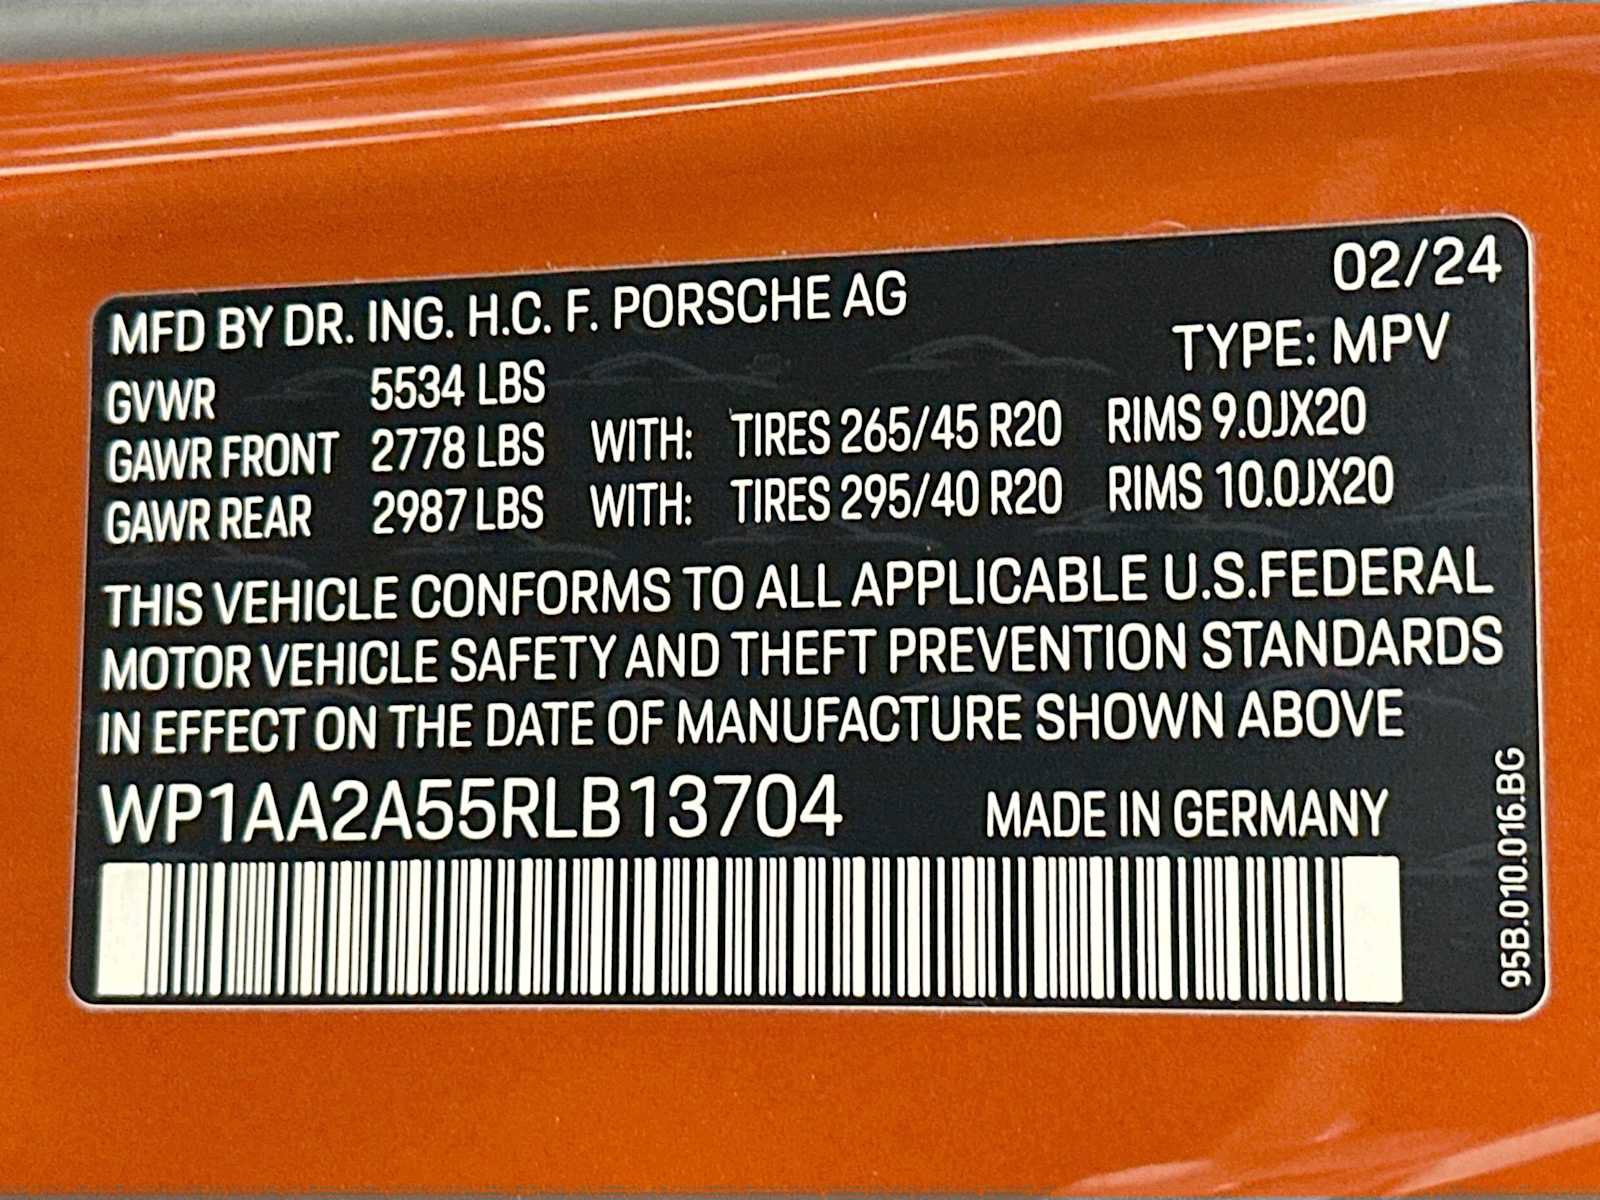 02/24
MFD BY DR. ING. H.C. F. PORSCHE AG
TYPE: MPV
GVWR 5534 LBS
GAWR FRONT 2778 LBS WITH: TIRES 265/45 R20 RIMS 9.0JX20
GAWR REAR 2987 LBS WITH: TIRES 295/40 R20 RIMS 10.0JX20
THIS VEHICLE CONFORMS TO ALL APPLICABLE U.S.FEDERAL
MOTOR VEHICLE SAFETY AND THEFT PREVENTION STANDARDS
IN EFFECT ON THE DATE OF MANUFACTURE SHOWN ABOVE
WP1AA2A55RLB13704 MADE IN GERMANY
95B.010.016.BG